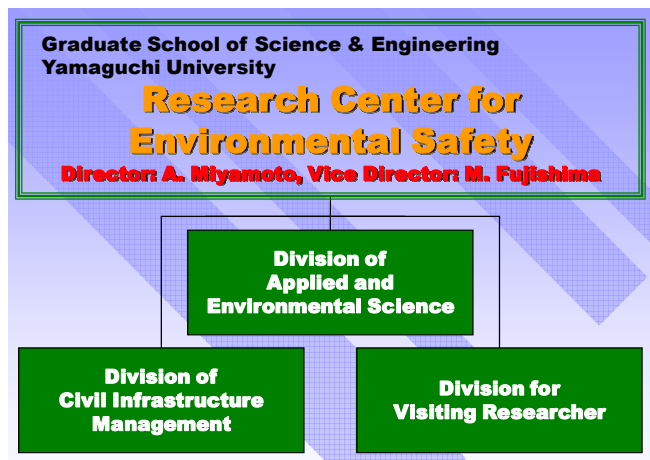 Graduate School of Science & Engineering
Yamaguchi University
Research Center for
Environmental Safety
Director: A. Miyamoto, Vice Director: M. Fujishima
Division of
Applied and
Environmental Science
Division of
Civil Infrastructure
Management
Division for
Visiting Researcher